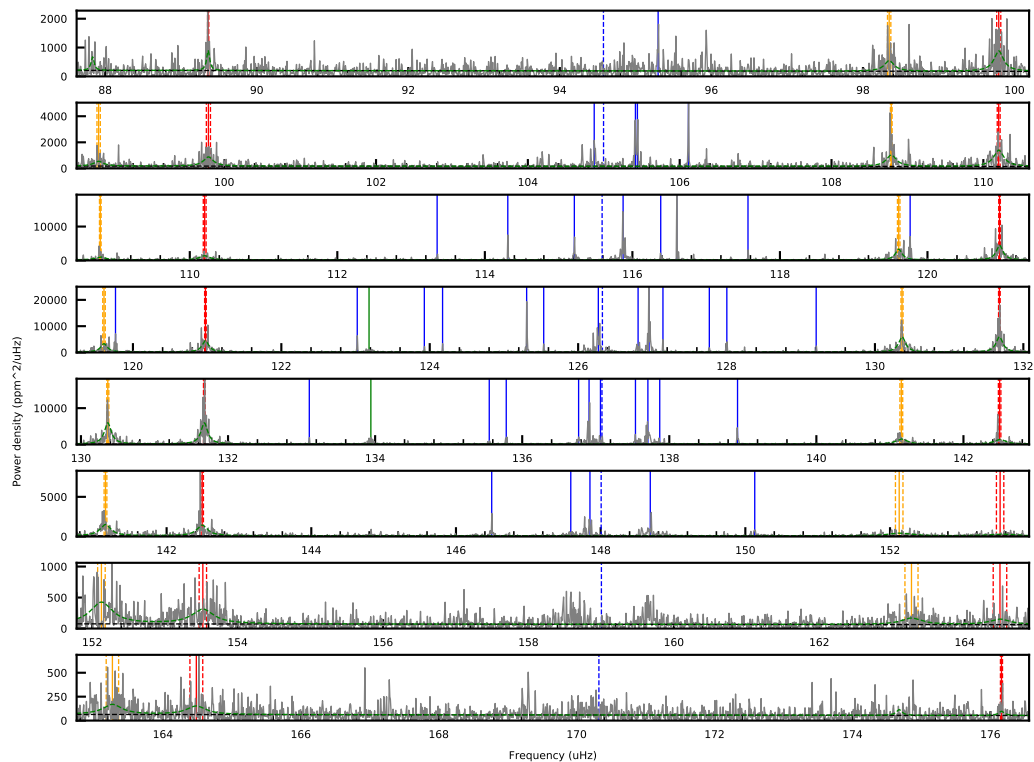 2000
1000
0
88 90 92 94 96 98 100
4000
2000
0
100 102 104 106 108 110
10000
0
110 112 114 116 118 120
20000
10000
0
120 122 124 126 128 130 132
10000
0
130 132 134 136 138 140 142
5000
0
142 144 146 148 150 152
1000
500
0
152 154 156 158 160 162 164
500
250
0
164 166 168 170 172 174 176
Power density (ppm^2/uHz)
Frequency (uHz)